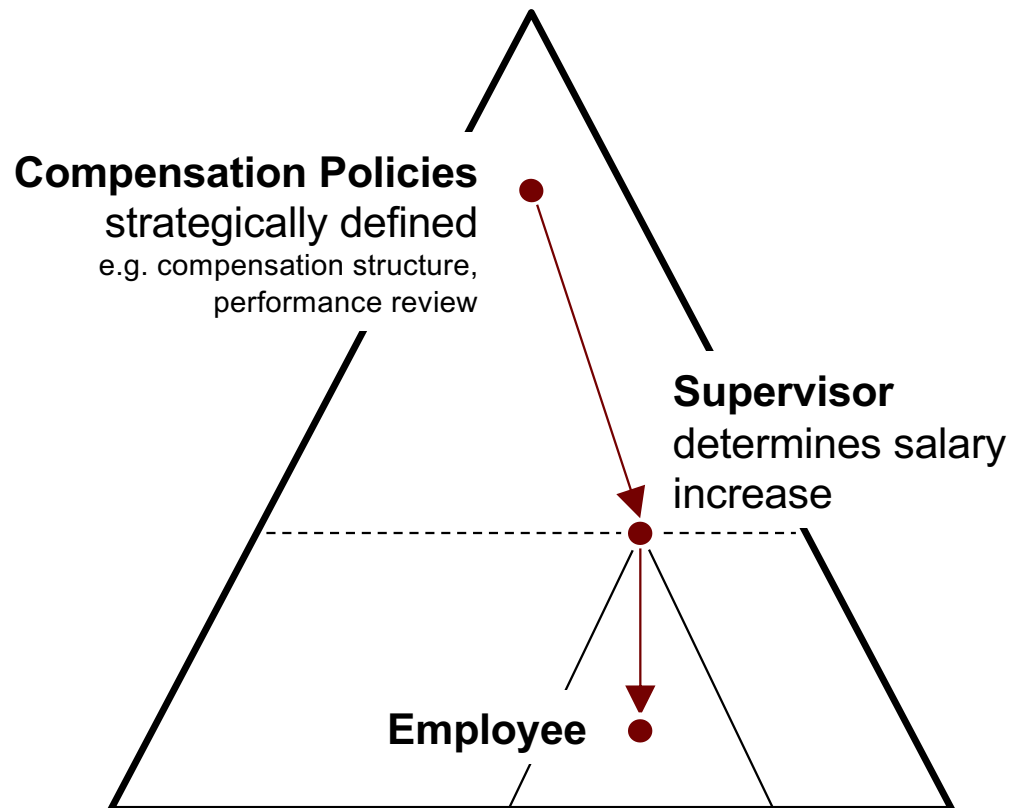 Compensation Policies
strategically defined
e.g. compensation structure,
performance review
Supervisor
determines salary
increase
Employee